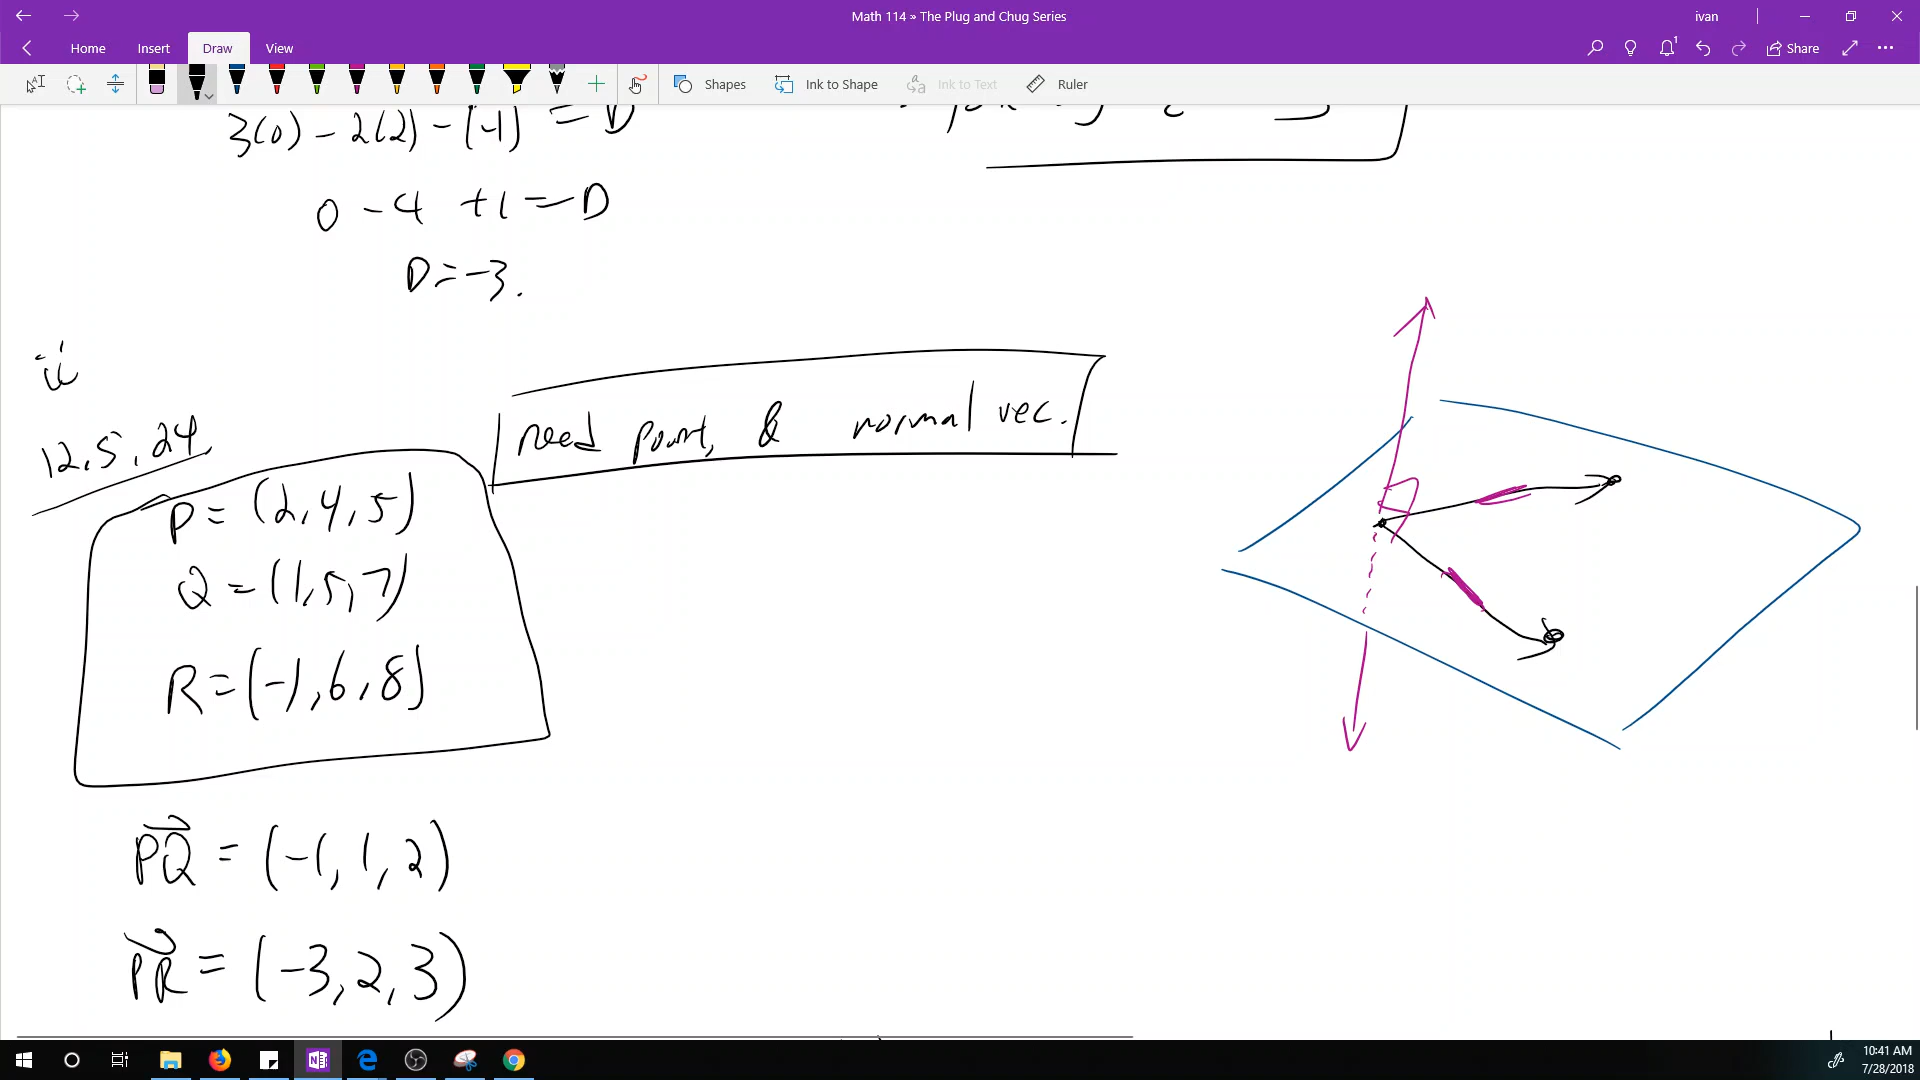 Math 114 » The Plug and Chug Series
ivan
Home Insert Draw View
1
Share
Shapes
Ink to Shape
Ink to Text
Ruler
3(0) - 2(2) - (-1) = D
0 - 4 + 1 = D
D = -3.
12.5, 24
need point, & normal vec.
P = (2,4,5)
Q = (1,5,7)
R = (-1,6,8)
PQ = (-1, 1, 2)
PR = (-3, 2, 3)
10:41 AM
7/28/2018